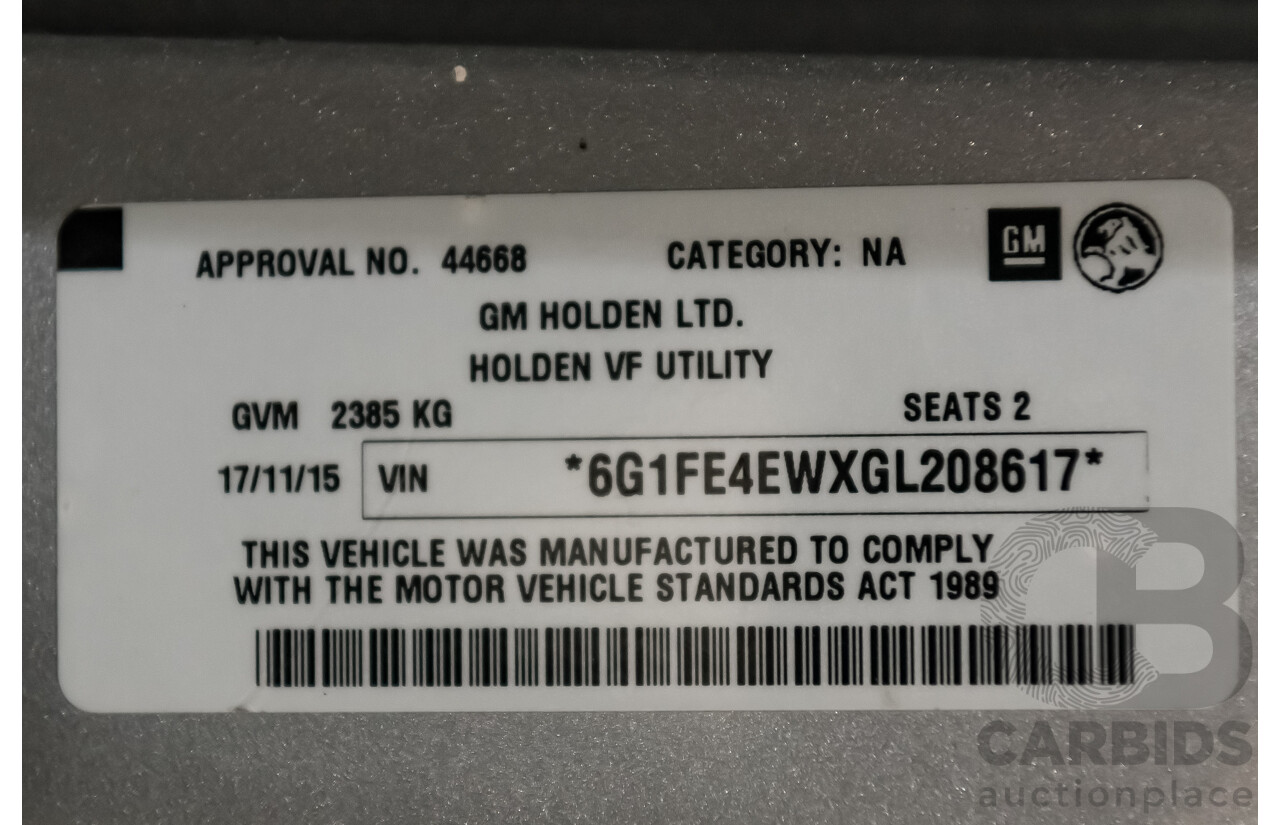 APPROVAL NO. 44668 CATEGORY: NA GM
GM HOLDEN LTD.
HOLDEN VF UTILITY
GVM 2385 KG SEATS 2
17/11/15 VIN *6G1FE4EWXGL208617*
THIS VEHICLE WAS MANUFACTURED TO COMPLY
WITH THE MOTOR VEHICLE STANDARDS ACT 1989
CB
CARBIDS
auctionplace